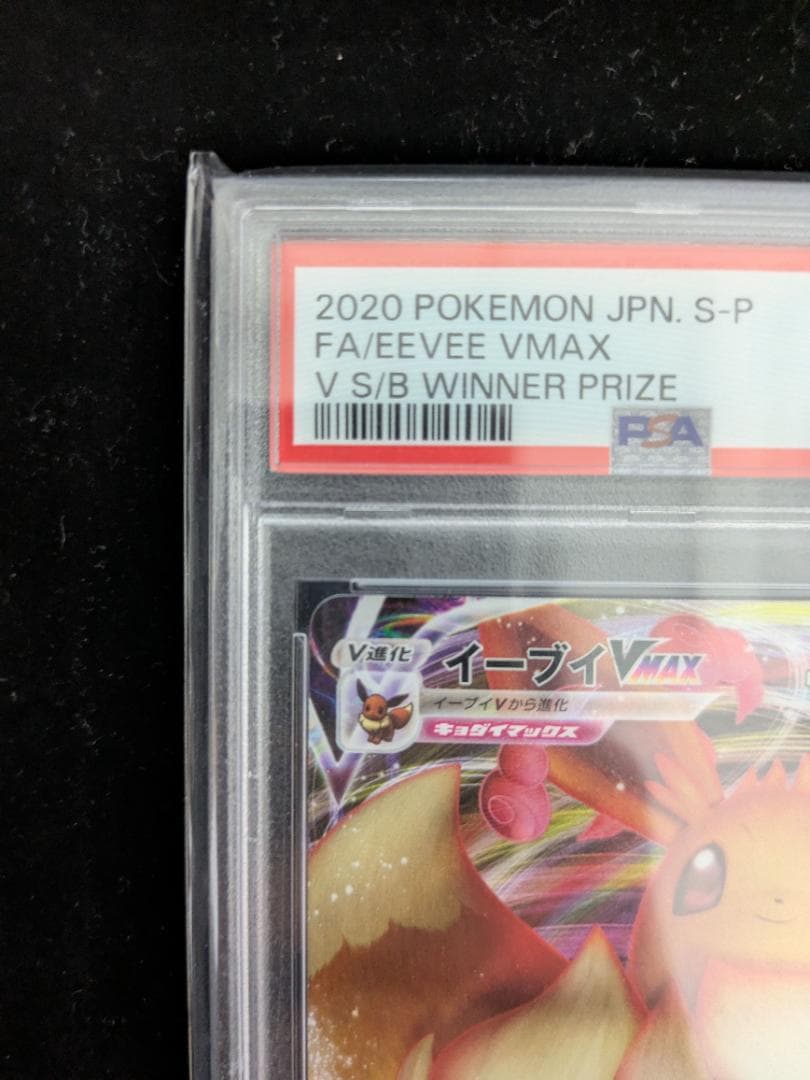 2020 POKEMON JPN. S-P
FA/EEVEE VMAX
V S/B WINNER PRIZE
PSA
V進化
イーブイVMAX
イーブイVから進化
キョダイマックス